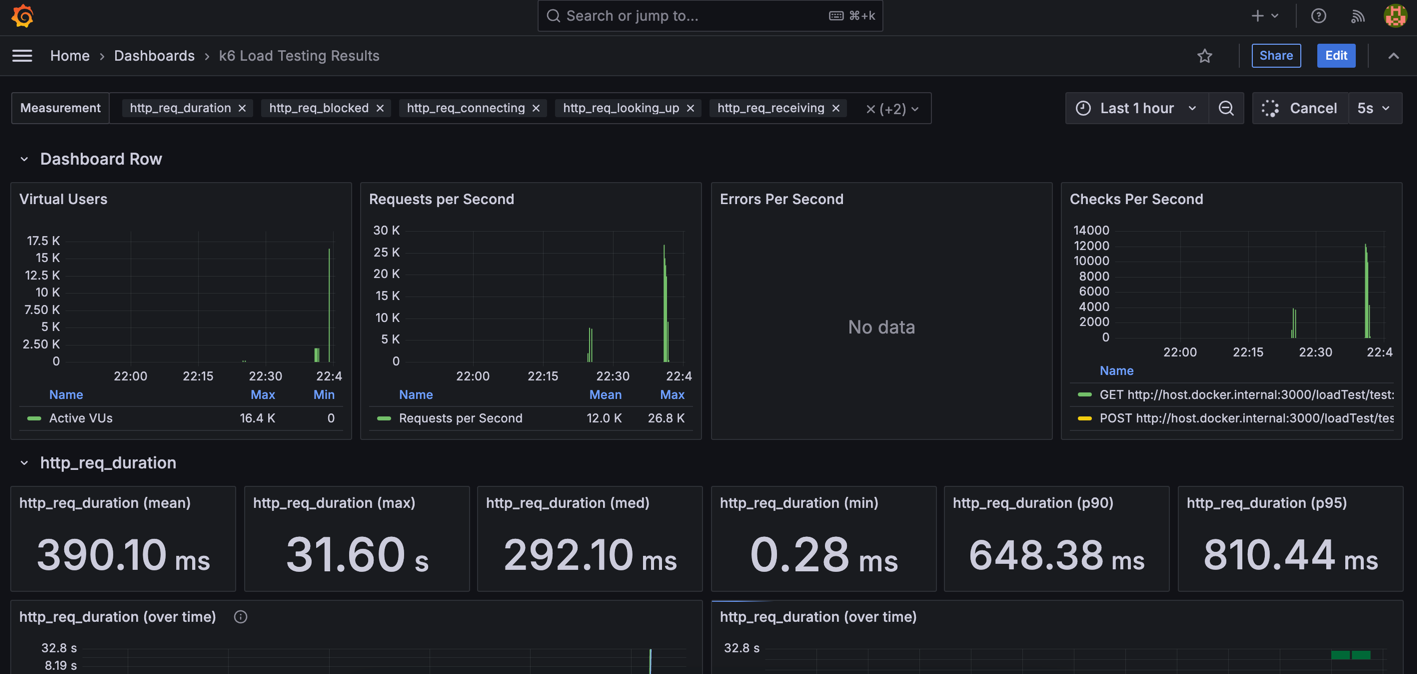 Search or jump to... ⌘+k
Home › Dashboards › k6 Load Testing Results Share Edit
Measurement http_req_duration × http_req_blocked × http_req_connecting × http_req_looking_up × http_req_receiving × × (+2) Last 1 hour Cancel 5s
Dashboard Row
Virtual Users
17.5 K
15 K
12.5 K
10 K
7.50 K
5 K
2.50 K
0
22:00 22:15 22:30 22:4
Name Max Min
Active VUs 16.4 K 0
Requests per Second
30 K
25 K
20 K
15 K
10 K
5 K
0
22:00 22:15 22:30 22:4
Name Mean Max
Requests per Second 12.0 K 26.8 K
Errors Per Second
No data
Checks Per Second
14000
12000
10000
8000
6000
4000
2000
0
22:00 22:15 22:30 22:4
Name
GET http://host.docker.internal:3000/loadTest/test:
POST http://host.docker.internal:3000/loadTest/tes
http_req_duration
http_req_duration (mean)
390.10 ms
http_req_duration (max)
31.60 s
http_req_duration (med)
292.10 ms
http_req_duration (min)
0.28 ms
http_req_duration (p90)
648.38 ms
http_req_duration (p95)
810.44 ms
http_req_duration (over time)
32.8 s
8.19 s
http_req_duration (over time)
32.8 s